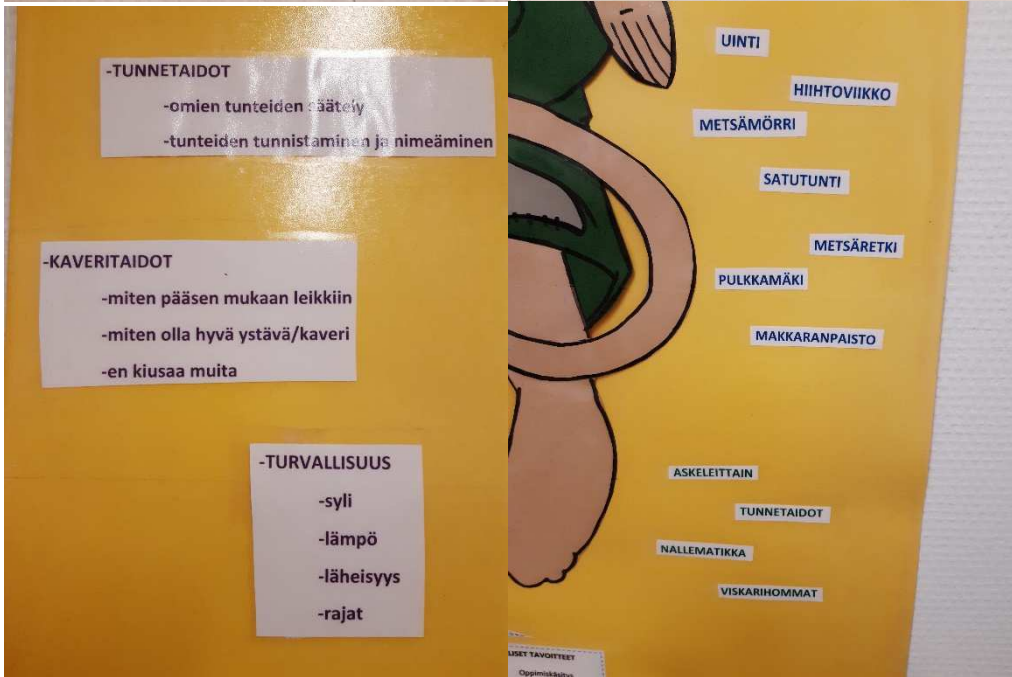 -TUNNETAIDOT
-omien tunteiden säätely
-tunteiden tunnistaminen ja nimeäminen
-KAVERITAIDOT
-miten pääsen mukaan leikkiin
-miten olla hyvä ystävä/kaveri
-en kiusaa muita
-TURVALLISUUS
-syli
-lämpö
-läheisyys
-rajat
UINTI
HIIHTOVIIKKO
METSÄMÖRRI
SATUTUNTI
METSÄRETKI
PULKKAMÄKI
MAKKARANPAISTO
ASKELEITTAIN
TUNNETAIDOT
NALLEMATIKKA
VISKARIHOMMAT
LISET TAVOITTEET
Oppimiskäsitys